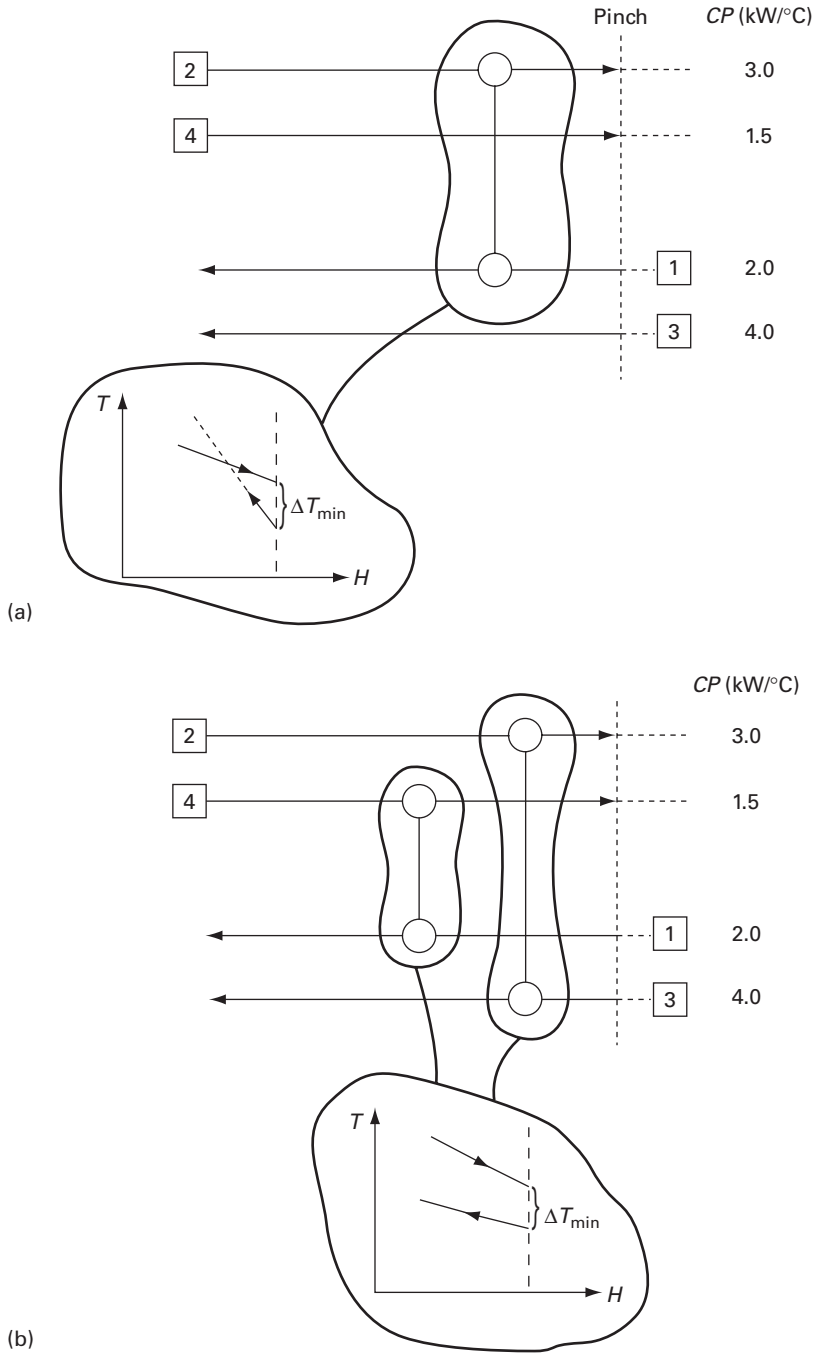 Pinch CP (kW/°C)
2 3.0
4 1.5
1 2.0
3 4.0
T
ΔTmin
H
(a)
CP (kW/°C)
2 3.0
4 1.5
1 2.0
3 4.0
T
ΔTmin
H
(b)